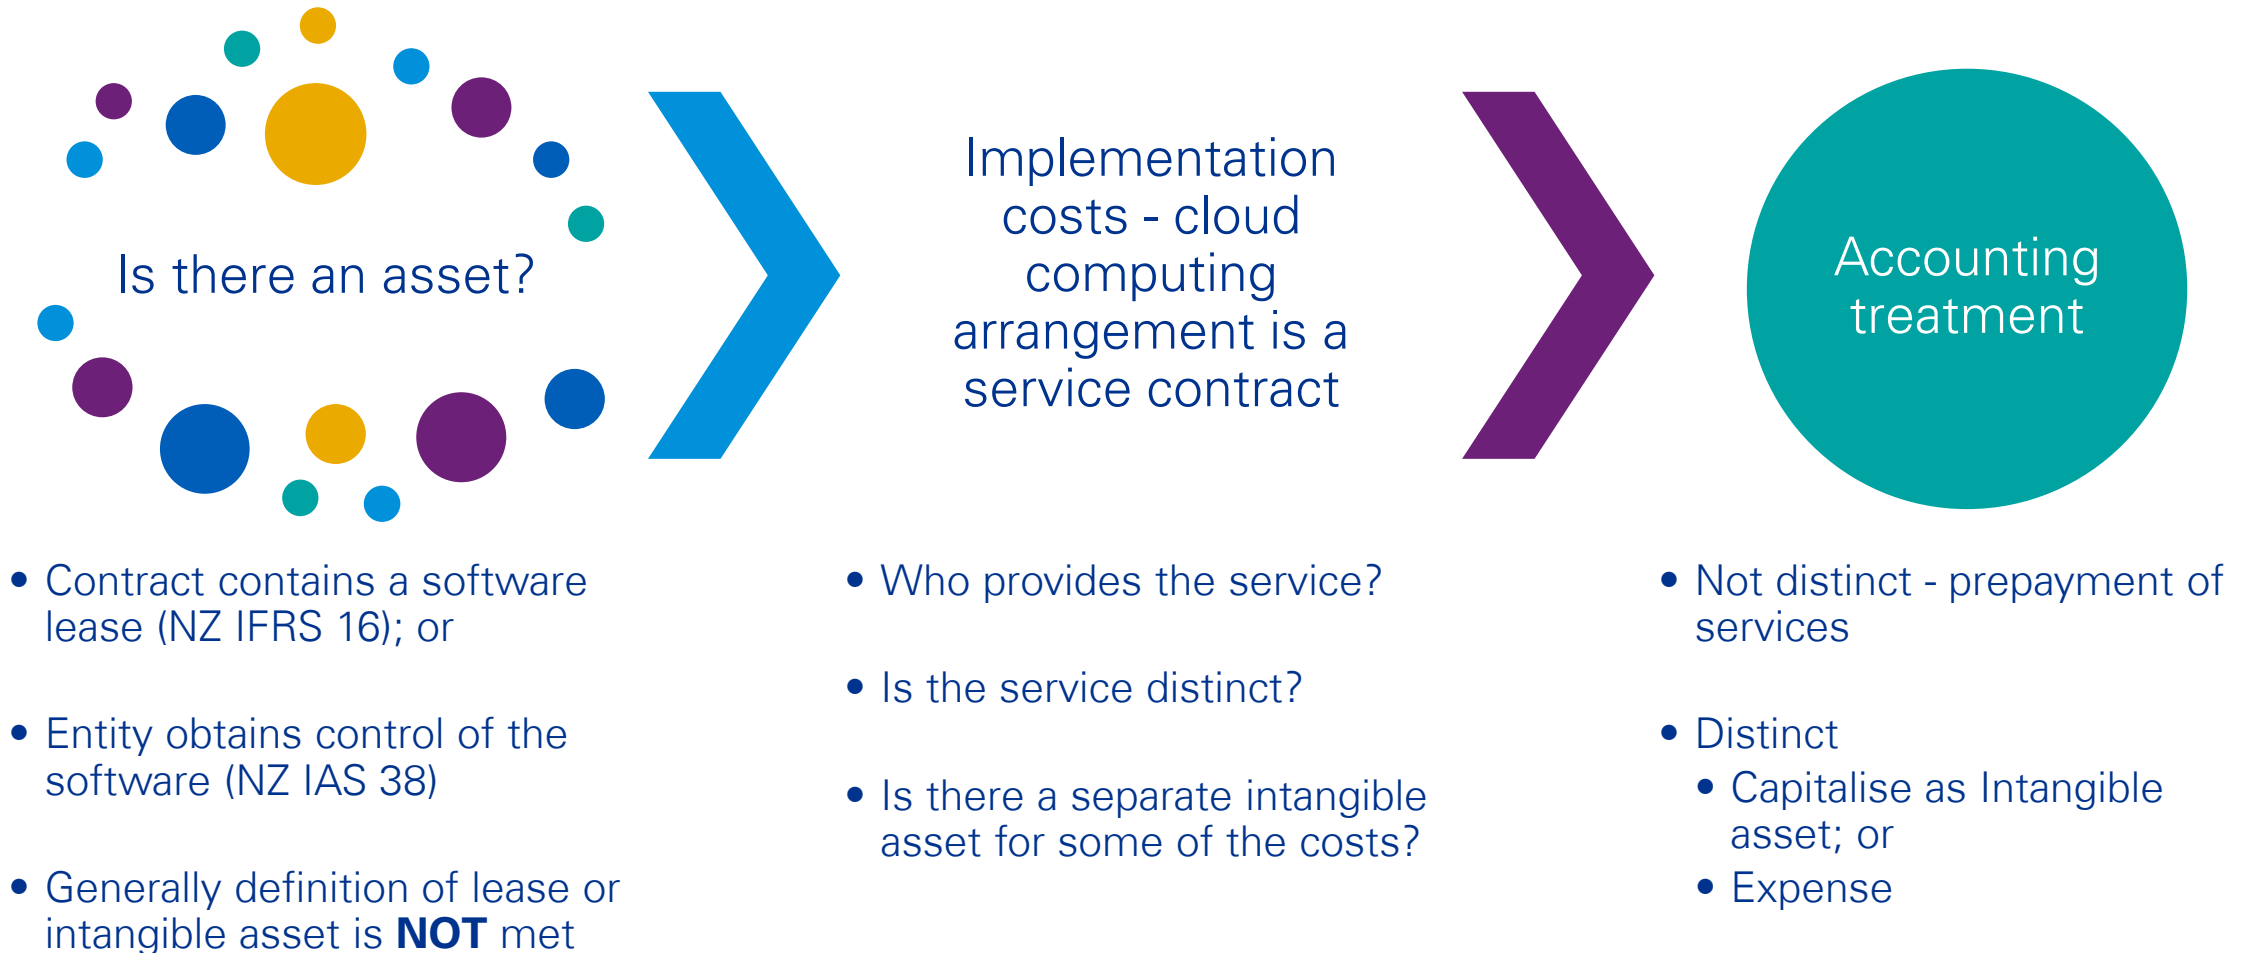 Is there an asset?
• Contract contains a software
lease (NZ IFRS 16); or
• Entity obtains control of the
software (NZ IAS 38)
• Generally definition of lease or
intangible asset is NOT met
Implementation
costs - cloud
computing
arrangement is a
service contract
• Who provides the service?
• Is the service distinct?
• Is there a separate intangible
asset for some of the costs?
Accounting
treatment
• Not distinct - prepayment of
services
• Distinct
• Capitalise as Intangible
asset; or
• Expense